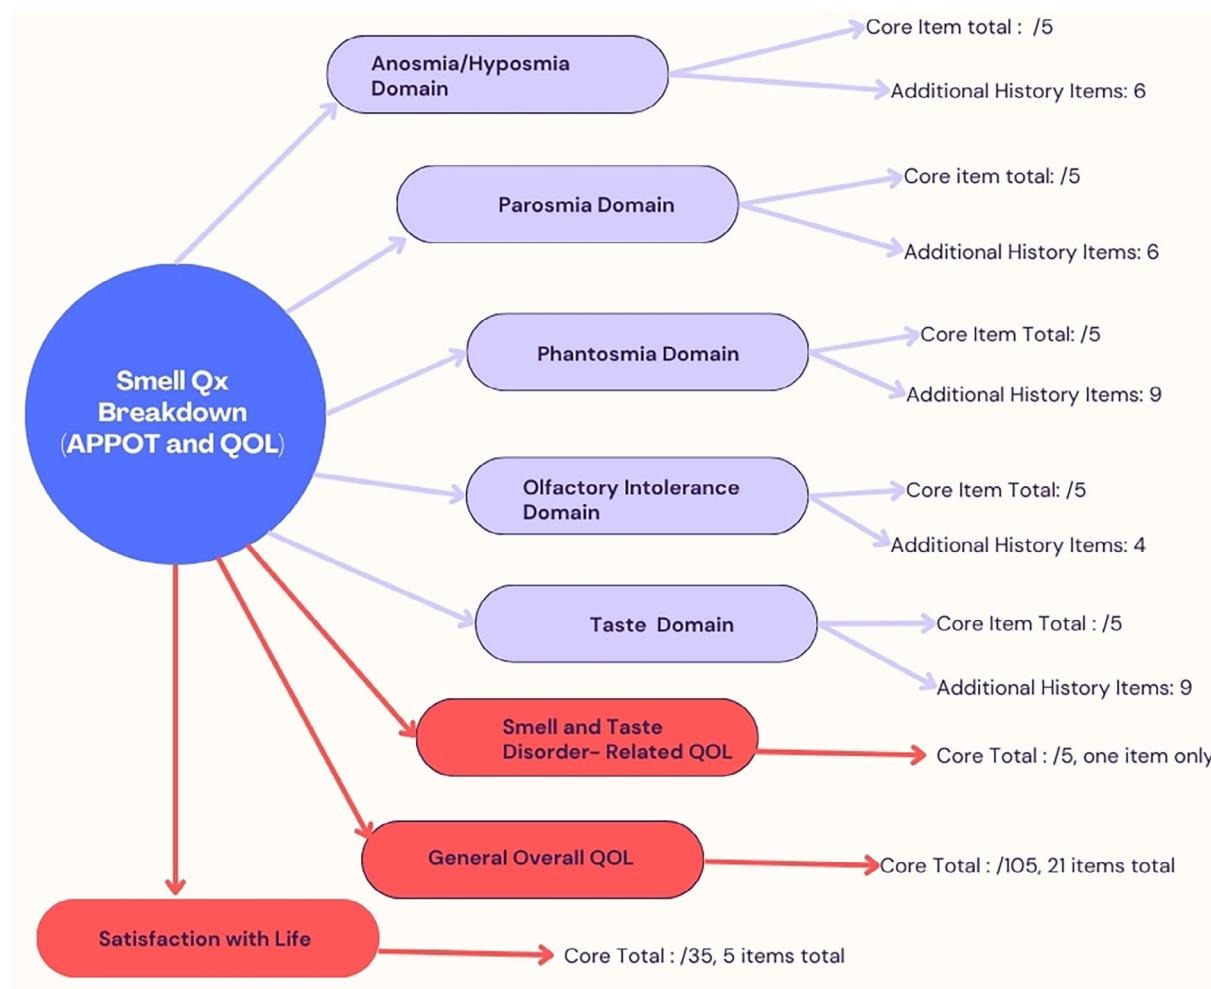 Core Item total :  /5
Anosmia/Hyposmia
Domain
Additional History Items: 6
Core item total: /5
Parosmia Domain
Additional History Items: 6
Core Item Total: /5
Phantosmia Domain
Additional History Items: 9
Smell Qx
Breakdown
(APPOT and QOL)
Olfactory Intolerance
Domain
Core Item Total: /5
Additional History Items: 4
Taste  Domain
Core Item Total : /5
Additional History Items: 9
Smell and Taste
Disorder- Related QOL
Core Total : /5, one item only
General Overall QOL
Core Total : /105, 21 items total
Satisfaction with Life
Core Total : /35, 5 items total